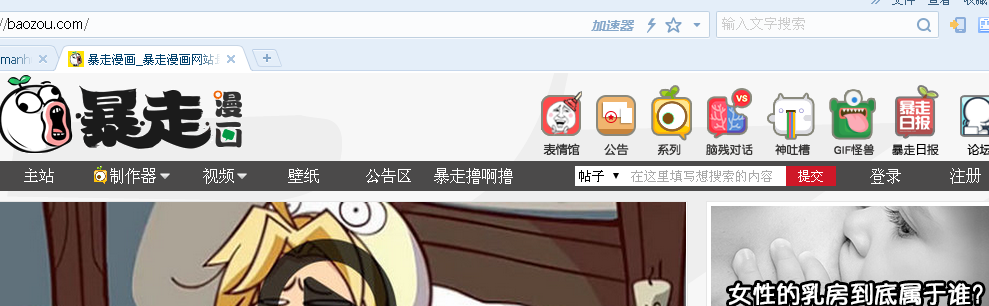 文件 查看 收藏
//baozou.com/
加速器
输入文字搜索
manh
暴走漫画_暴走漫画网站
暴走漫画
VS
暴走日报
表情馆 公告 系列 脑残对话 神吐槽 GIF怪兽 暴走日报 论坛
主站 制作器 视频 壁纸 公告区 暴走撸啊撸 帖子 在这里填写想搜索的内容 提交 登录 注册
女性的乳房到底属于谁?